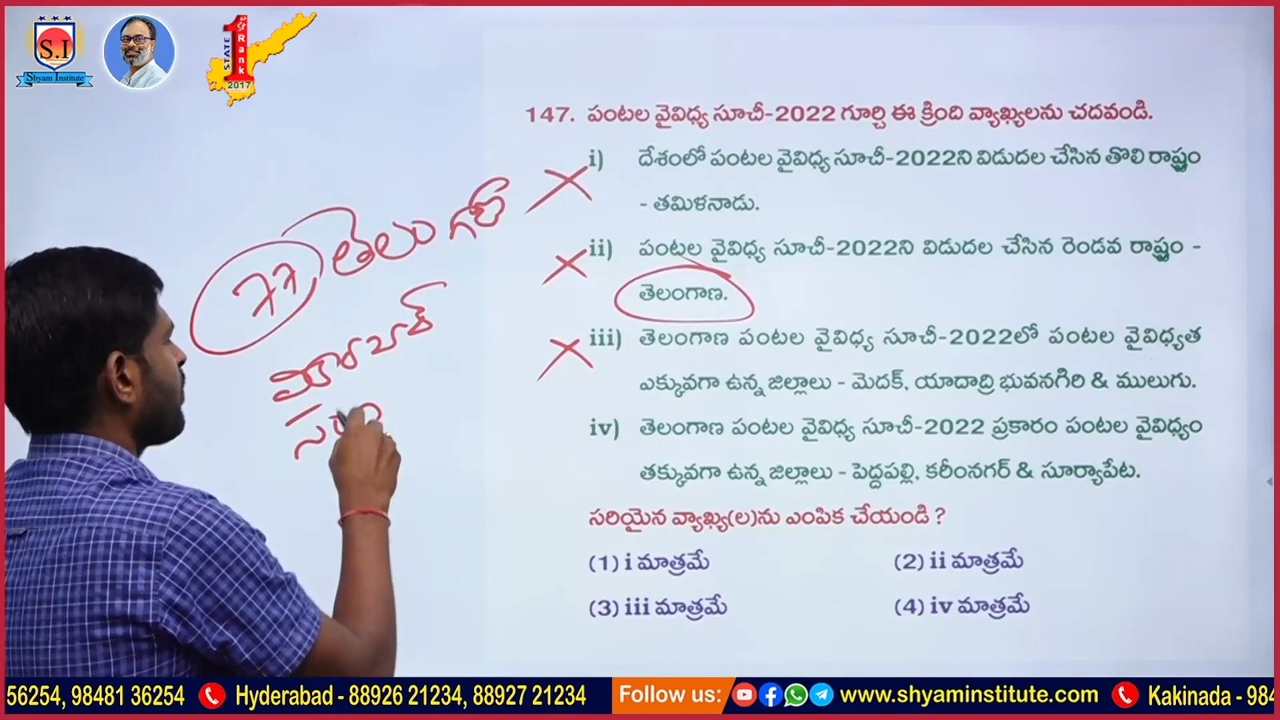 S.I
Shyam Institute
STATE
1
Rank
2017
147. పంటల వైవిధ్య సూచీ-2022 గూర్చి ఈ క్రింది వ్యాఖ్యలను చదవండి.
i) దేశంలో పంటల వైవిధ్య సూచీ-2022ని విడుదల చేసిన తొలి రాష్ట్రం
- తమిళనాడు.
ii) పంటల వైవిధ్య సూచీ-2022ని విడుదల చేసిన రెండవ రాష్ట్రం -
తెలంగాణ.
iii) తెలంగాణ పంటల వైవిధ్య సూచీ-2022లో పంటల వైవిధ్యత
ఎక్కువగా ఉన్న జిల్లాలు - మెదక్, యాదాద్రి భువనగిరి & ములుగు.
iv) తెలంగాణ పంటల వైవిధ్య సూచీ-2022 ప్రకారం పంటల వైవిధ్యం
తక్కువగా ఉన్న జిల్లాలు - పెద్దపల్లి, కరీంనగర్ & సూర్యాపేట.
సరియైన వ్యాఖ్య(ల)ను ఎంపిక చేయండి ?
(1) i మాత్రమే (2) ii మాత్రమే
(3) iii మాత్రమే (4) iv మాత్రమే
77
56254, 98481 36254 Hyderabad - 88926 21234, 88927 21234 Follow us: www.shyaminstitute.com Kakinada - 984